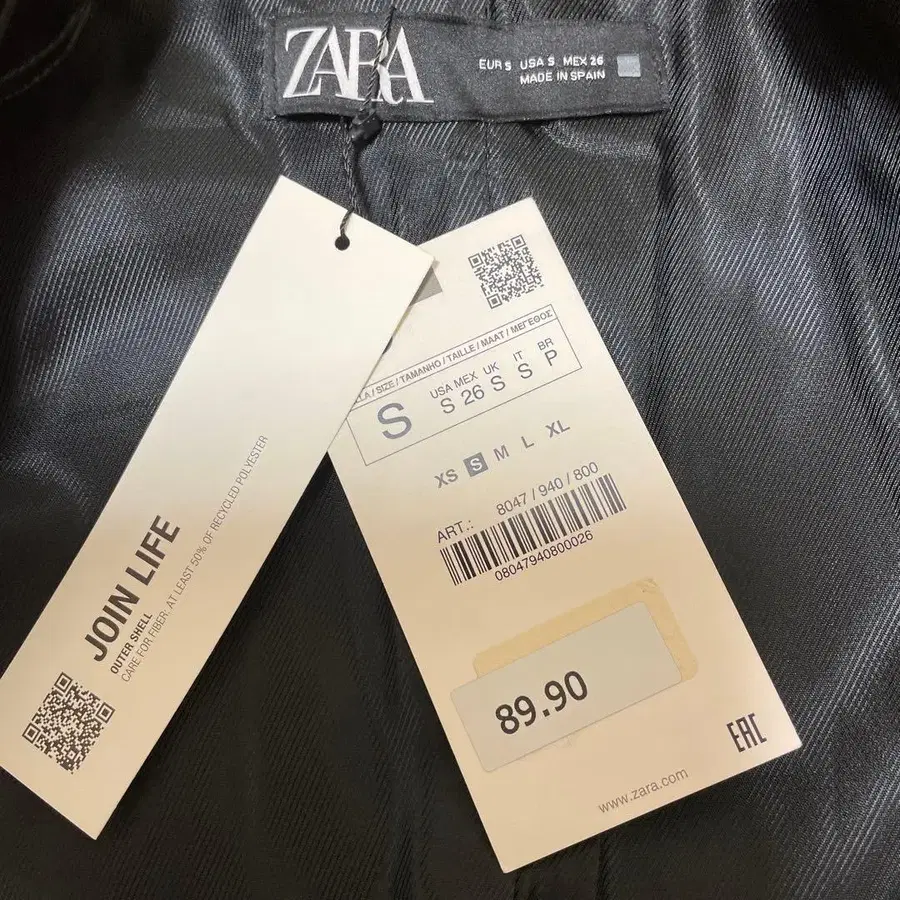 ZARA
EUR S USA S MEX 26
MADE IN SPAIN
/ SIZE / TAMANHO / TAILLE / MAAT / ΜΕΓΕΘΟΣ
USA MEX UK IT BR
S S 26 S S P
XS S M L XL
ART.: 8047 / 940 / 800
08047940800026
89.90
EAC
www.zara.com
JOIN LIFE
OUTER SHELL
CARE FOR FIBER: AT LEAST 50% OF RECYCLED POLYESTER